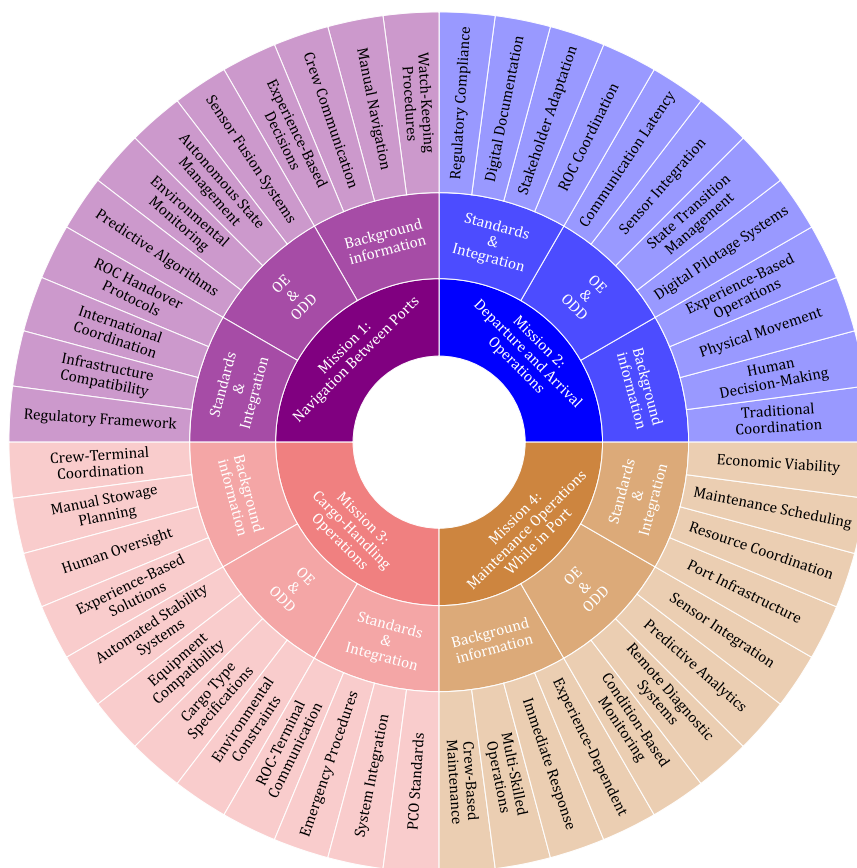 Mission 1:
Navigation Between Ports
Background
information
Watch-Keeping
Procedures
Manual Navigation
Crew Communication
Experience-Based
Decisions
OE
&
ODD
Sensor Fusion Systems
Autonomous State
Management
Environmental
Monitoring
Predictive Algorithms
Standards
&
Integration
ROC Handover
Protocols
International
Coordination
Infrastructure
Compatibility
Regulatory Framework
Mission 2:
Departure and Arrival
Operations
Standards
&
Integration
Regulatory Compliance
Digital Documentation
Stakeholder Adaptation
ROC Coordination
OE
&
ODD
Communication Latency
Sensor Integration
State Transition
Management
Digital Pilotage Systems
Background
information
Experience-Based
Operations
Physical Movement
Human
Decision-Making
Traditional
Coordination
Mission 3:
Cargo-Handling
Operations
Background
information
Crew-Terminal
Coordination
Manual Stowage
Planning
Human Oversight
Experience-Based
Solutions
OE
&
ODD
Automated Stability
Systems
Equipment
Compatibility
Cargo Type
Specifications
Environmental
Constraints
Standards
&
Integration
ROC-Terminal
Communication
Emergency Procedures
System Integration
PCO Standards
Mission 4:
Maintenance Operations
While in Port
Standards
&
Integration
Economic Viability
Maintenance Scheduling
Resource Coordination
Port Infrastructure
OE
&
ODD
Sensor Integration
Predictive Analytics
Remote Diagnostic
Systems
Condition-Based
Monitoring
Background
information
Experience-Dependent
Immediate Response
Multi-Skilled
Operations
Crew-Based
Maintenance